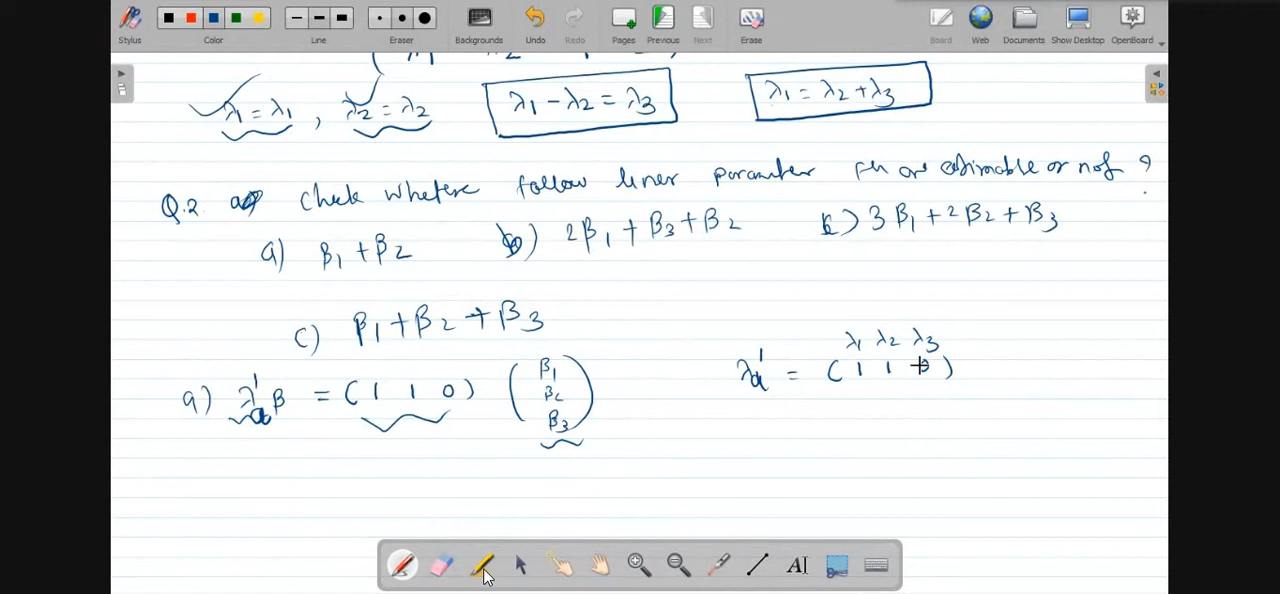 Stylus Color Line Eraser Backgrounds Undo Redo Pages Previous Next Erase Board Web Documents Show Desktop OpenBoard
λ1 = λ1 , λ2 = λ2 λ1 - λ2 = λ3 λ1 = λ2 + λ3
Q.2 Check whetere follow liner parameter fn are estimable or not ?
a) β1 + β2 b) 2β1 + β3 + β2 c) 3β1 + 2β2 + β3
c) β1 + β2 + β3
λ1 λ2 λ3
a) λ'a β = ( 1 1 0 ) ( β1 β2 β3 ) λ'a = ( 1 1 0 )